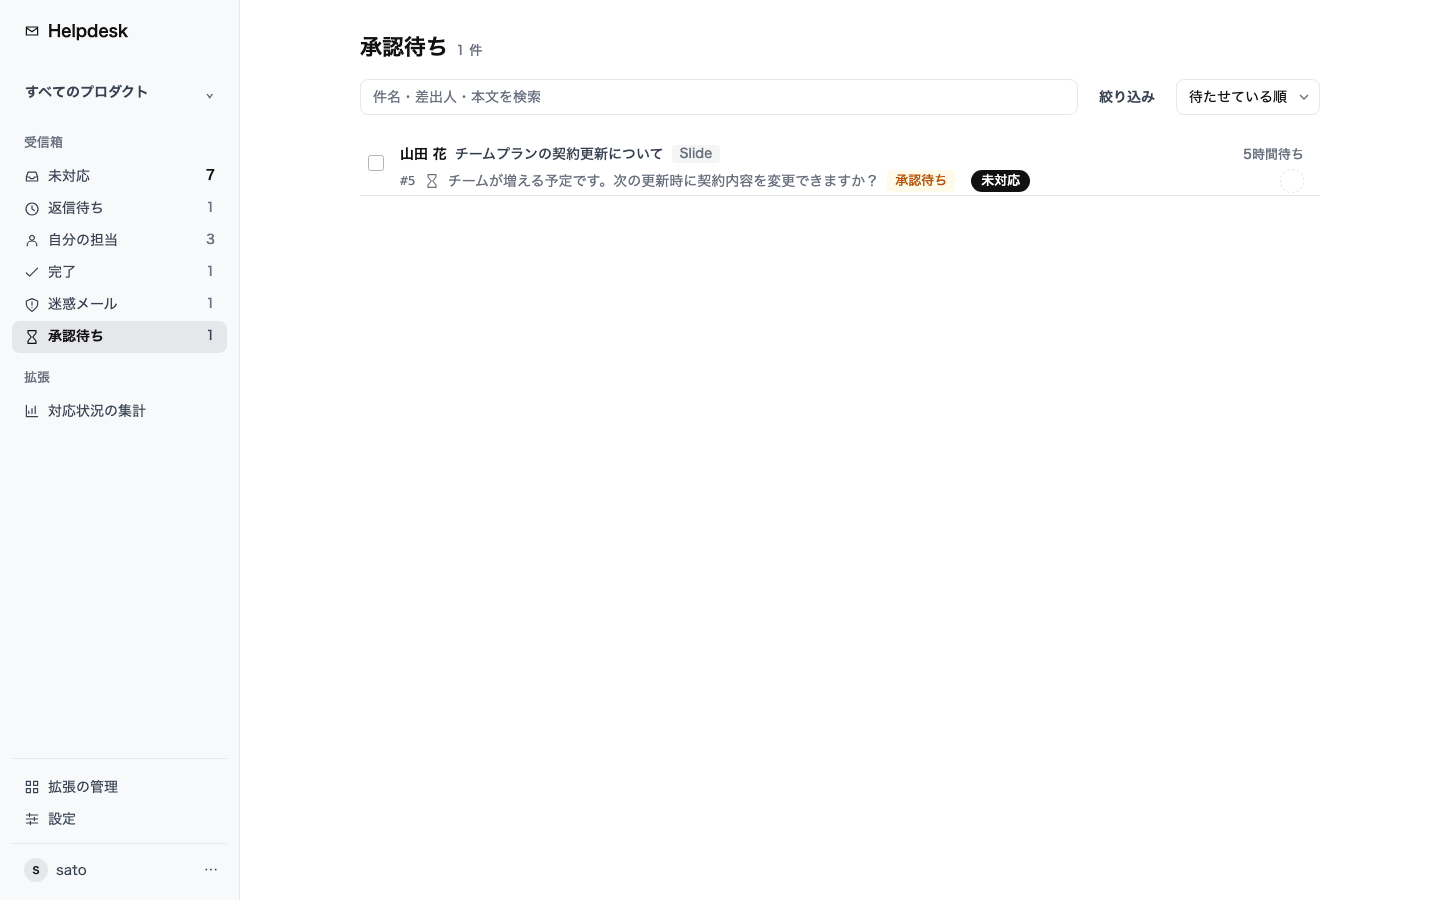 Helpdesk
すべてのプロダクト
受信箱
未対応 7
返信待ち 1
自分の担当 3
完了 1
迷惑メール 1
承認待ち 1
拡張
対応状況の集計
拡張の管理
設定
S sato …
承認待ち 1 件
件名・差出人・本文を検索 絞り込み 待たせている順
山田 花 チームプランの契約更新について Slide 5時間待ち
#5 チームが増える予定です。次の更新時に契約内容を変更できますか？ 承認待ち 未対応